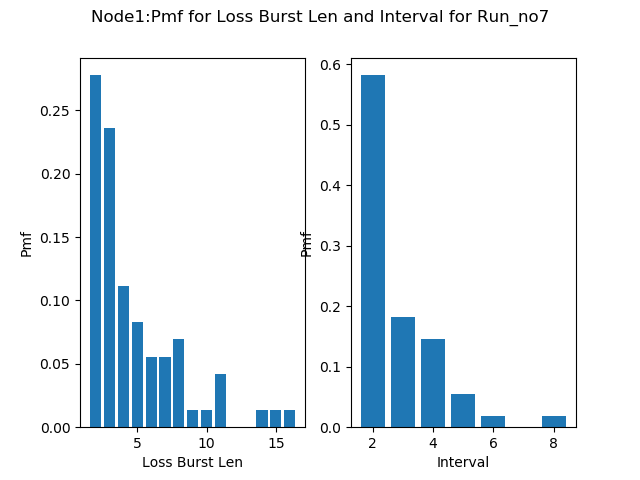 Node1:Pmf for Loss Burst Len and Interval for Run_no7
0.25
0.20
0.15
0.10
0.05
0.00
Pmf
5 10 15
Loss Burst Len
0.6
0.5
0.4
0.3
0.2
0.1
0.0
Pmf
2 4 6 8
Interval